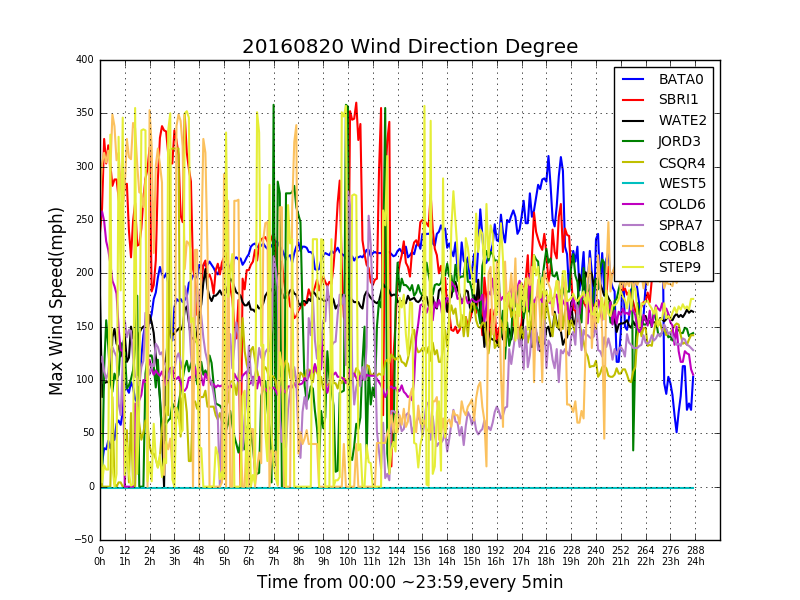 20160820 Wind Direction Degree
400
350
300
250
200
150
100
50
0
−50
Max Wind Speed(mph)
BATA0
SBRI1
WATE2
JORD3
CSQR4
WEST5
COLD6
SPRA7
COBL8
STEP9
0 12 24 36 48 60 72 84 96 108 120 132 144 156 168 180 192 204 216 228 240 252 264 276 288
0h 1h 2h 3h 4h 5h 6h 7h 8h 9h 10h 11h 12h 13h 14h 15h 16h 17h 18h 19h 20h 21h 22h 23h 24h
Time from 00:00 ~23:59,every 5min